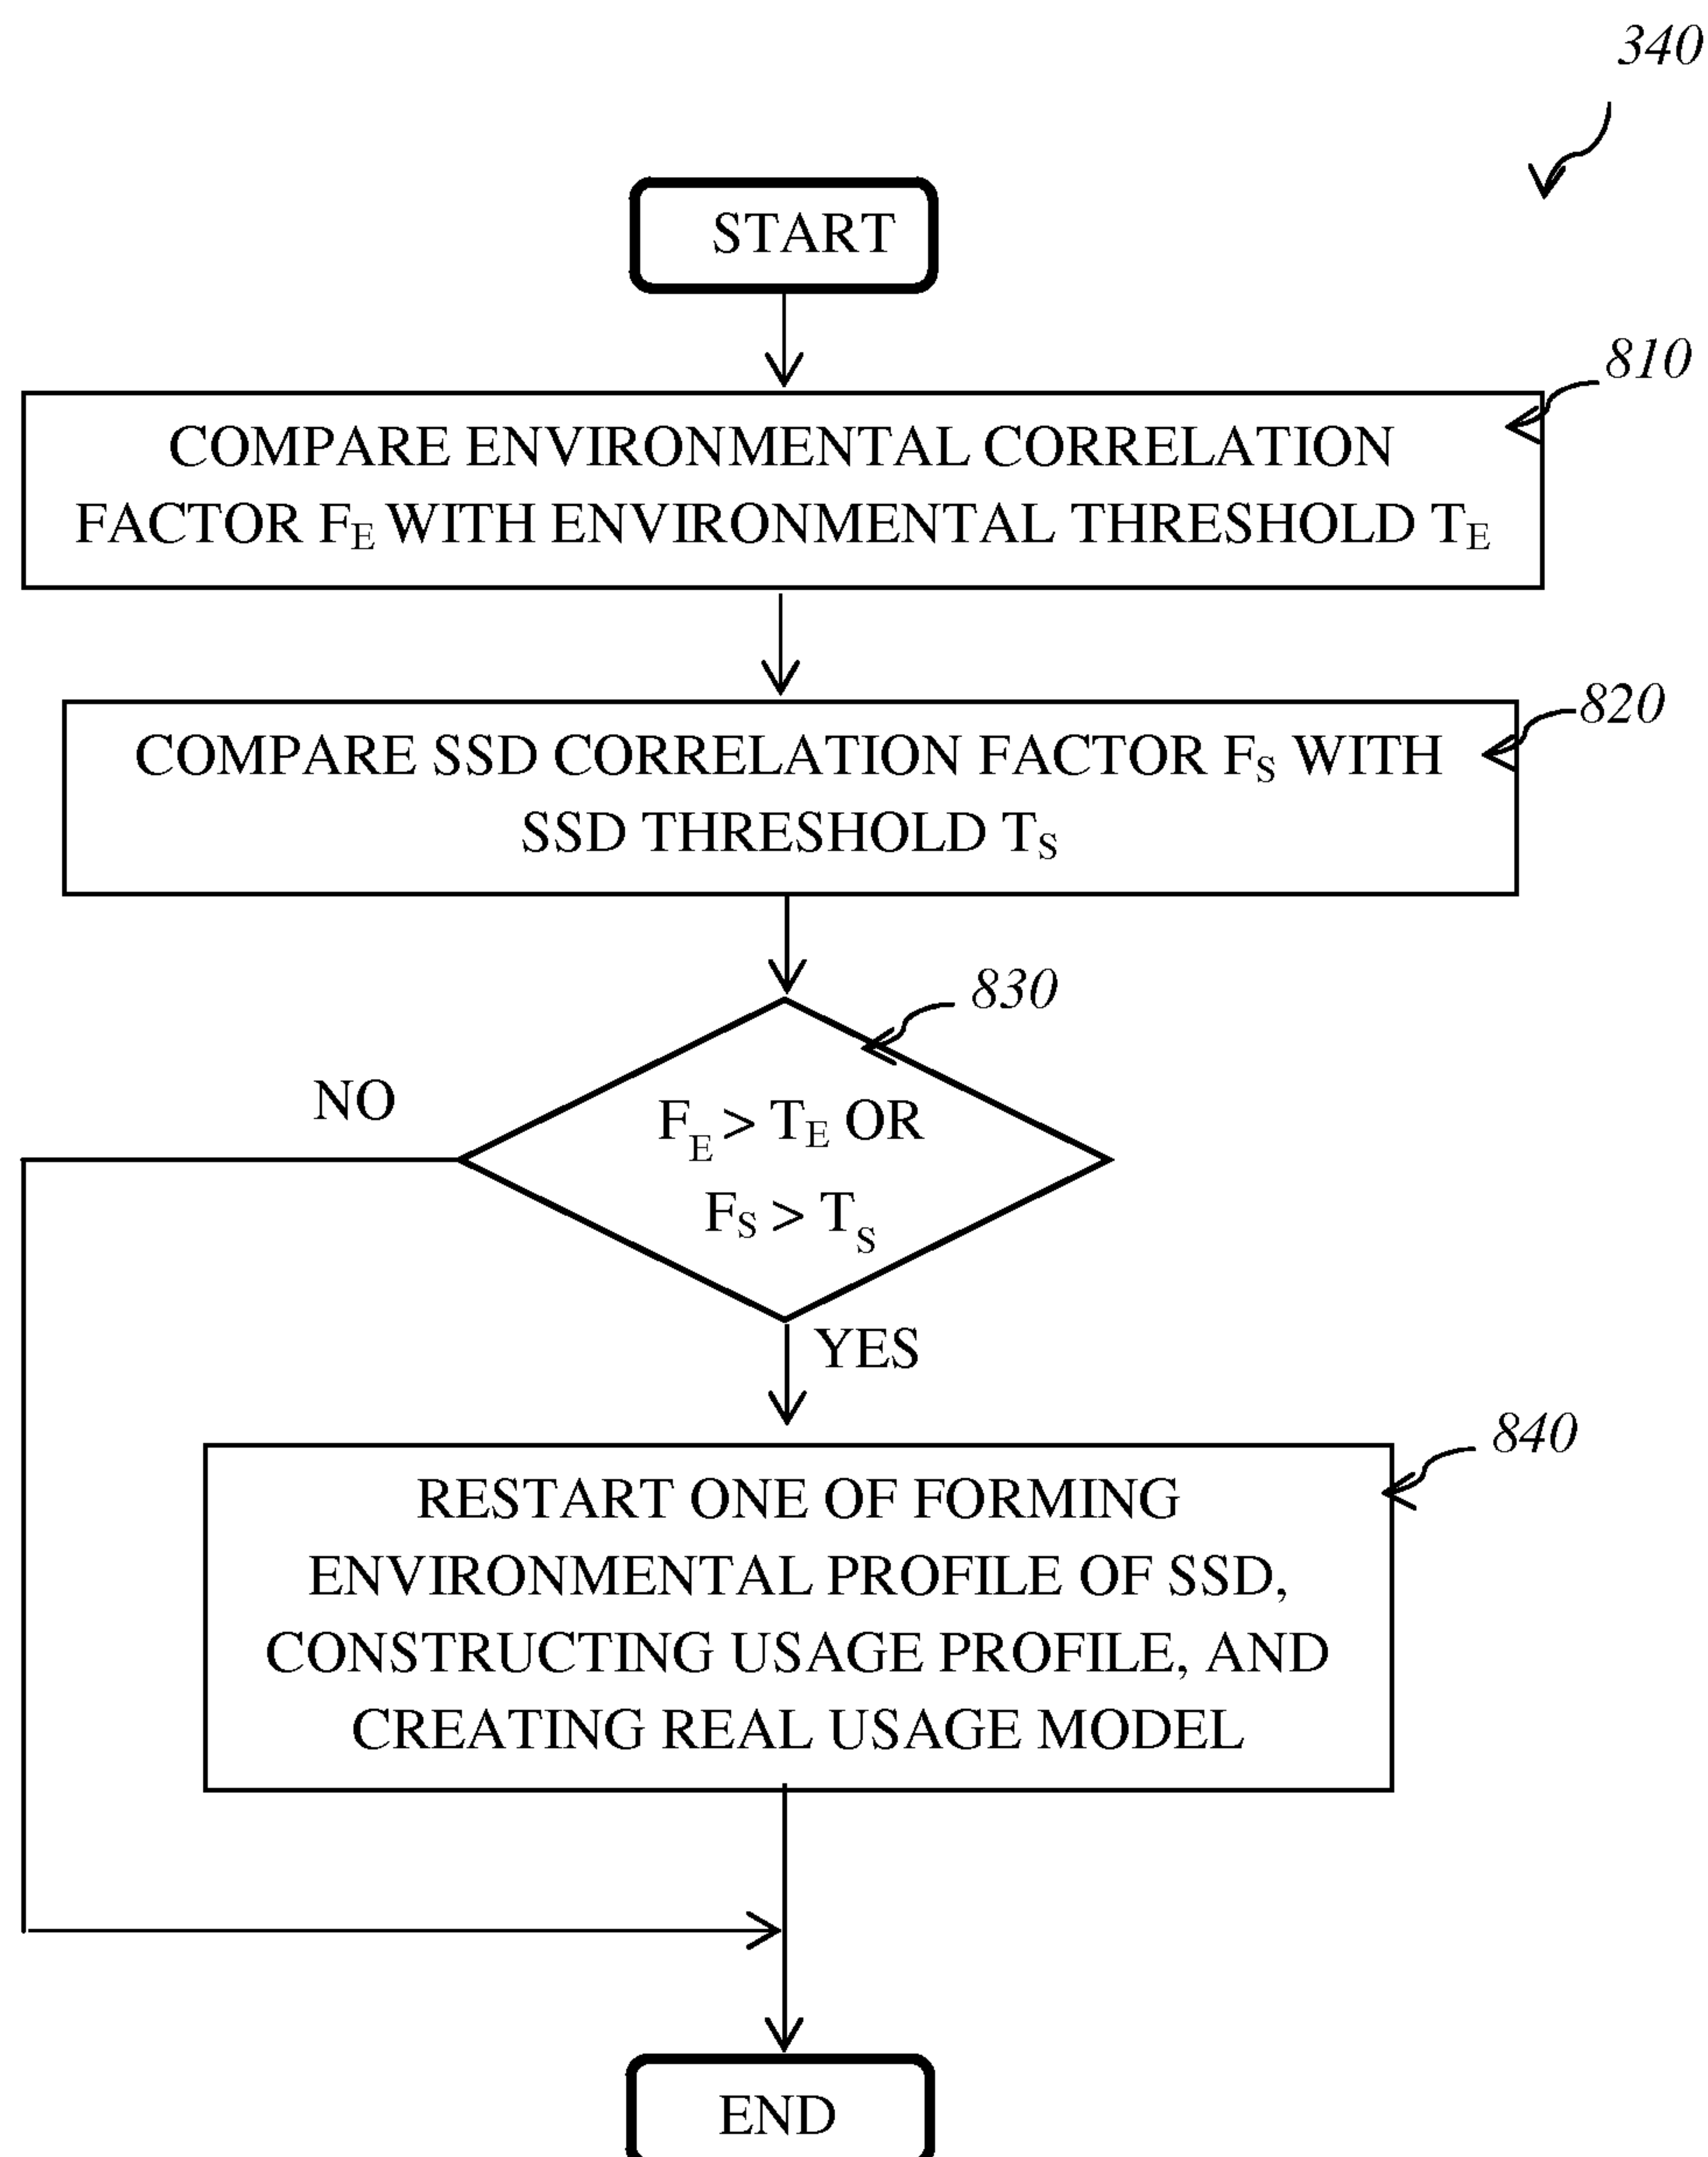 340
START
810
COMPARE ENVIRONMENTAL CORRELATION
FACTOR FE WITH ENVIRONMENTAL THRESHOLD TE
820
COMPARE SSD CORRELATION FACTOR FS WITH
SSD THRESHOLD TS
830
NO
FE > TE OR
FS > TS
YES
840
RESTART ONE OF FORMING
ENVIRONMENTAL PROFILE OF SSD,
CONSTRUCTING USAGE PROFILE, AND
CREATING REAL USAGE MODEL
END